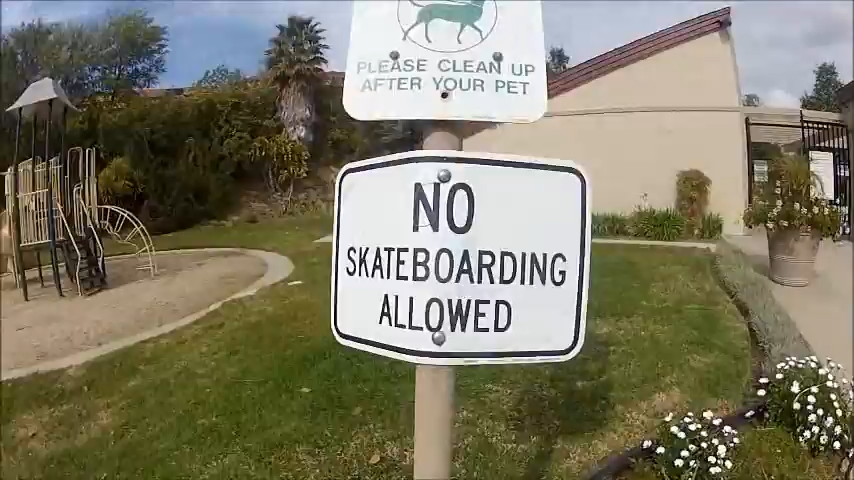 PLEASE CLEAN UP
AFTER YOUR PET
NO
SKATEBOARDING
ALLOWED